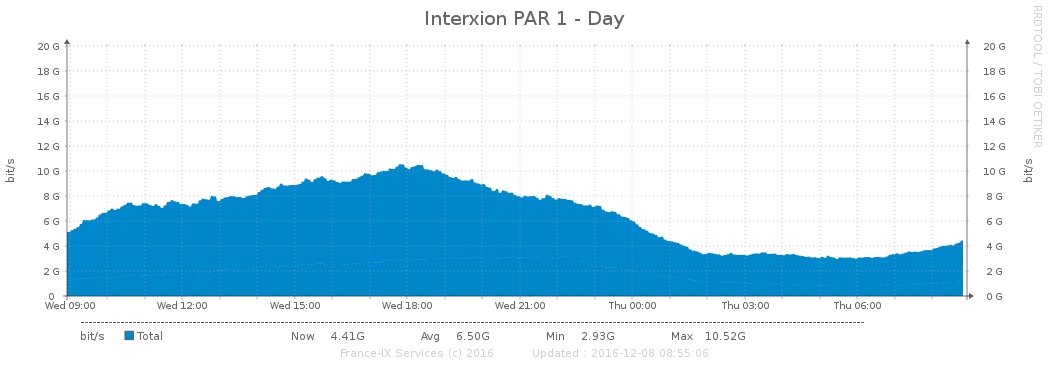 Interxion PAR 1 - Day
RRDTOOL / TOBI OETIKER
bit/s
bit/s
20 G 20 G
18 G 18 G
16 G 16 G
14 G 14 G
12 G 12 G
10 G 10 G
8 G 8 G
6 G 6 G
4 G 4 G
2 G 2 G
0 0 G
Wed 09:00 Wed 12:00 Wed 15:00 Wed 18:00 Wed 21:00 Thu 00:00 Thu 03:00 Thu 06:00
bit/s Total Now 4.41G Avg 6.50G Min 2.93G Max 10.52G
France-IX Services (c) 2016 Updated : 2016-12-08 08:55:06